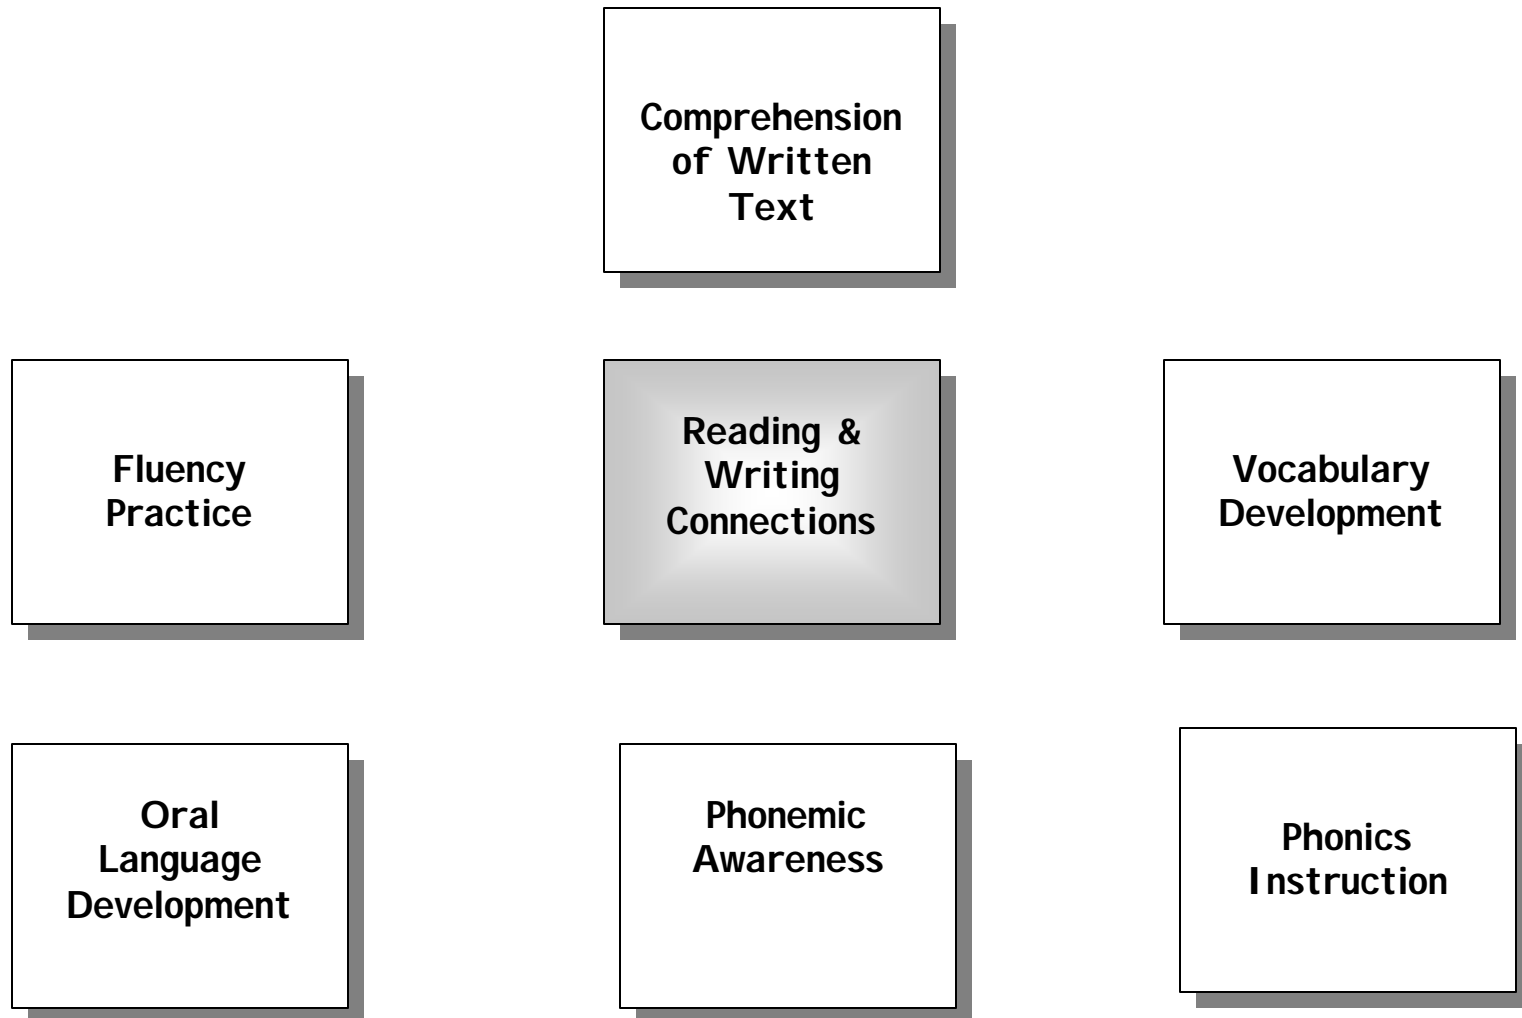 Comprehension
of Written
Text
Fluency
Practice
Reading &
Writing
Connections
Vocabulary
Development
Oral
Language
Development
Phonemic
Awareness
Phonics
Instruction